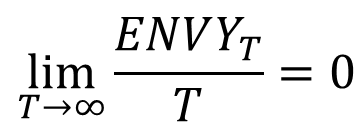 lim T→∞ ENVY_T / T = 0